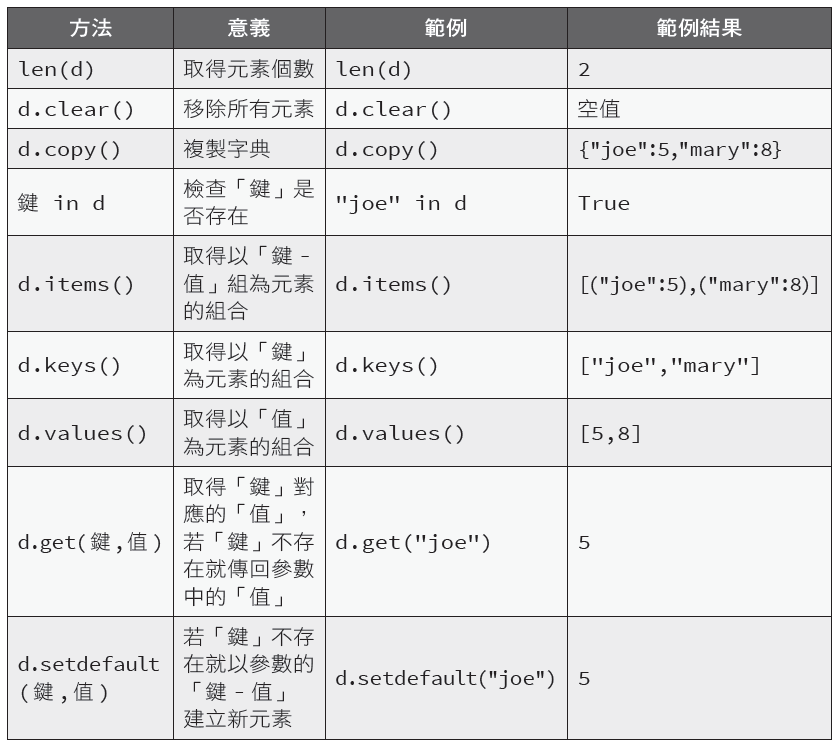 方法 意義 範例 範例結果
len(d) 取得元素個數 len(d) 2
d.clear() 移除所有元素 d.clear() 空值
d.copy() 複製字典 d.copy() {"joe":5,"mary":8}
鍵 in d 檢查「鍵」是
否存在 "joe" in d True
d.items() 取得以「鍵-
值」組為元素
的組合 d.items() [("joe":5),("mary":8)]
d.keys() 取得以「鍵」
為元素的組合 d.keys() ["joe","mary"]
d.values() 取得以「值」
為元素的組合 d.values() [5,8]
d.get(鍵,值) 取得「鍵」對
應的「值」，
若「鍵」不存
在就傳回參數
中的「值」 d.get("joe") 5
d.setdefault
(鍵,值) 若「鍵」不存
在就以參數的
「鍵-值」
建立新元素 d.setdefault("joe") 5